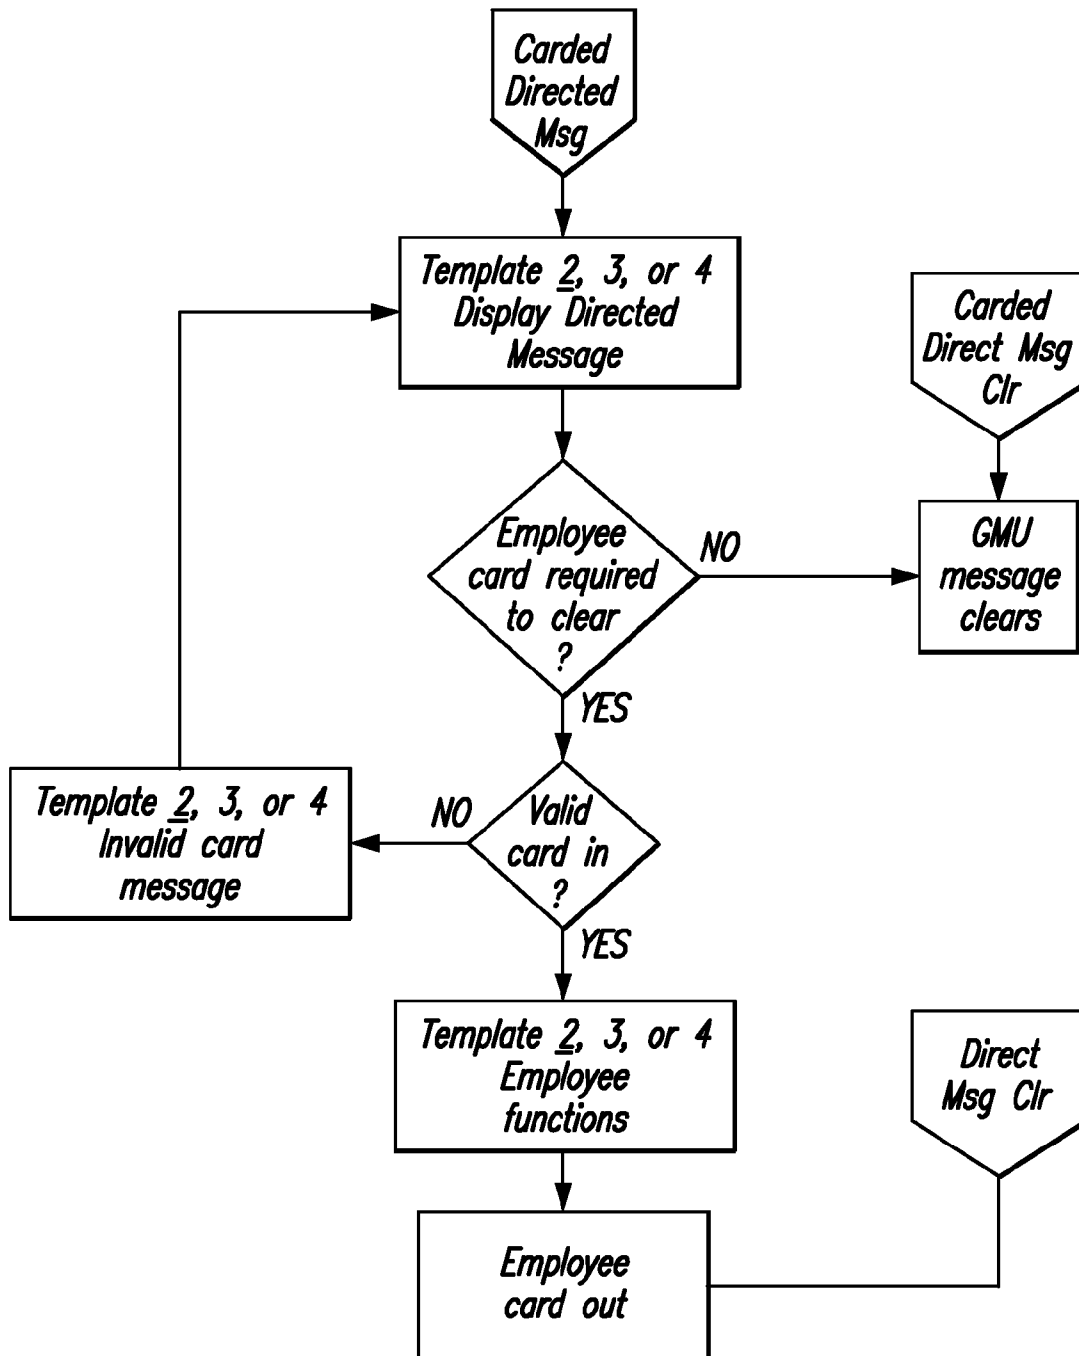 Carded
Directed
Msg
Template 2, 3, or 4
Display Directed
Message
Carded
Direct Msg
Clr
Employee
card required
to clear
?
NO
GMU
message
clears
YES
Template 2, 3, or 4
Invalid card
message
NO
Valid
card in
?
YES
Template 2, 3, or 4
Employee
functions
Direct
Msg Clr
Employee
card out